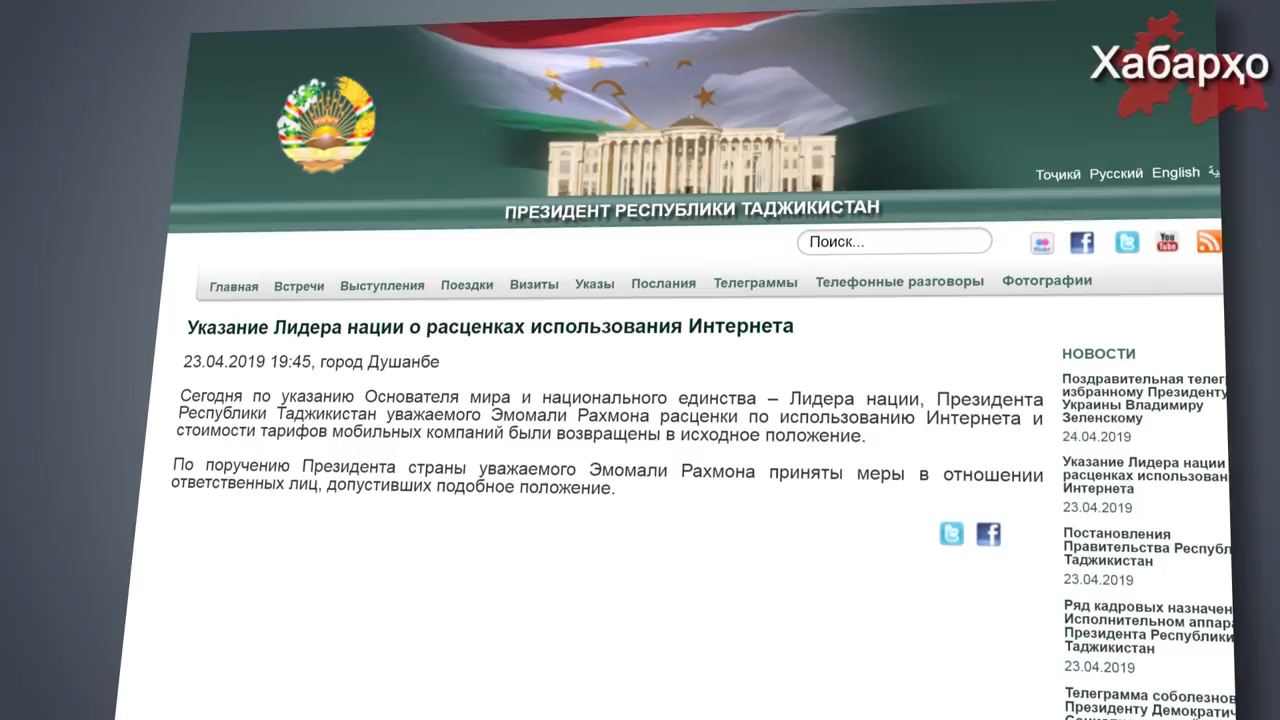 Хабарҳо
Тоҷикӣ Русский English
ПРЕЗИДЕНТ РЕСПУБЛИКИ ТАДЖИКИСТАН
Поиск...
flickr
You Tube
Главная Встречи Выступления Поездки Визиты Указы Послания Телеграммы Телефонные разговоры Фотографии
Указание Лидера нации о расценках использования Интернета
23.04.2019 19:45, город Душанбе
Сегодня по указанию Основателя мира и национального единства – Лидера нации, Президента
Республики Таджикистан уважаемого Эмомали Рахмона расценки по использованию Интернета и
стоимости тарифов мобильных компаний были возвращены в исходное положение.
По поручению Президента страны уважаемого Эмомали Рахмона приняты меры в отношении
ответственных лиц, допустивших подобное положение.
НОВОСТИ
Поздравительная телег
избранному Президенту
Украины Владимиру
Зеленскому
24.04.2019
Указание Лидера нации
расценках использован
Интернета
23.04.2019
Постановления
Правительства Республ
Таджикистан
23.04.2019
Ряд кадровых назначен
Исполнительном аппара
Президента Республики
Таджикистан
23.04.2019
Телеграмма соболезнов
Президенту Демократич